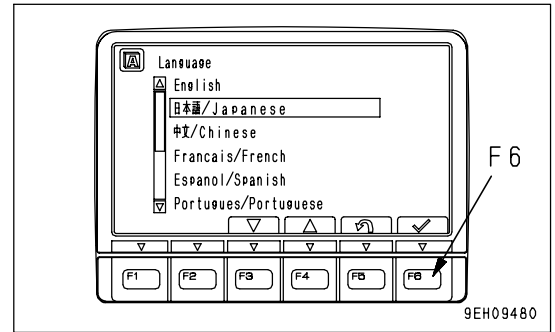 Language
English
日本語/Japanese
中文/Chinese
Francais/French
Espanol/Spanish
Portugues/Portuguese
F6
F1 F2 F3 F4 F5 F6
9EH09480